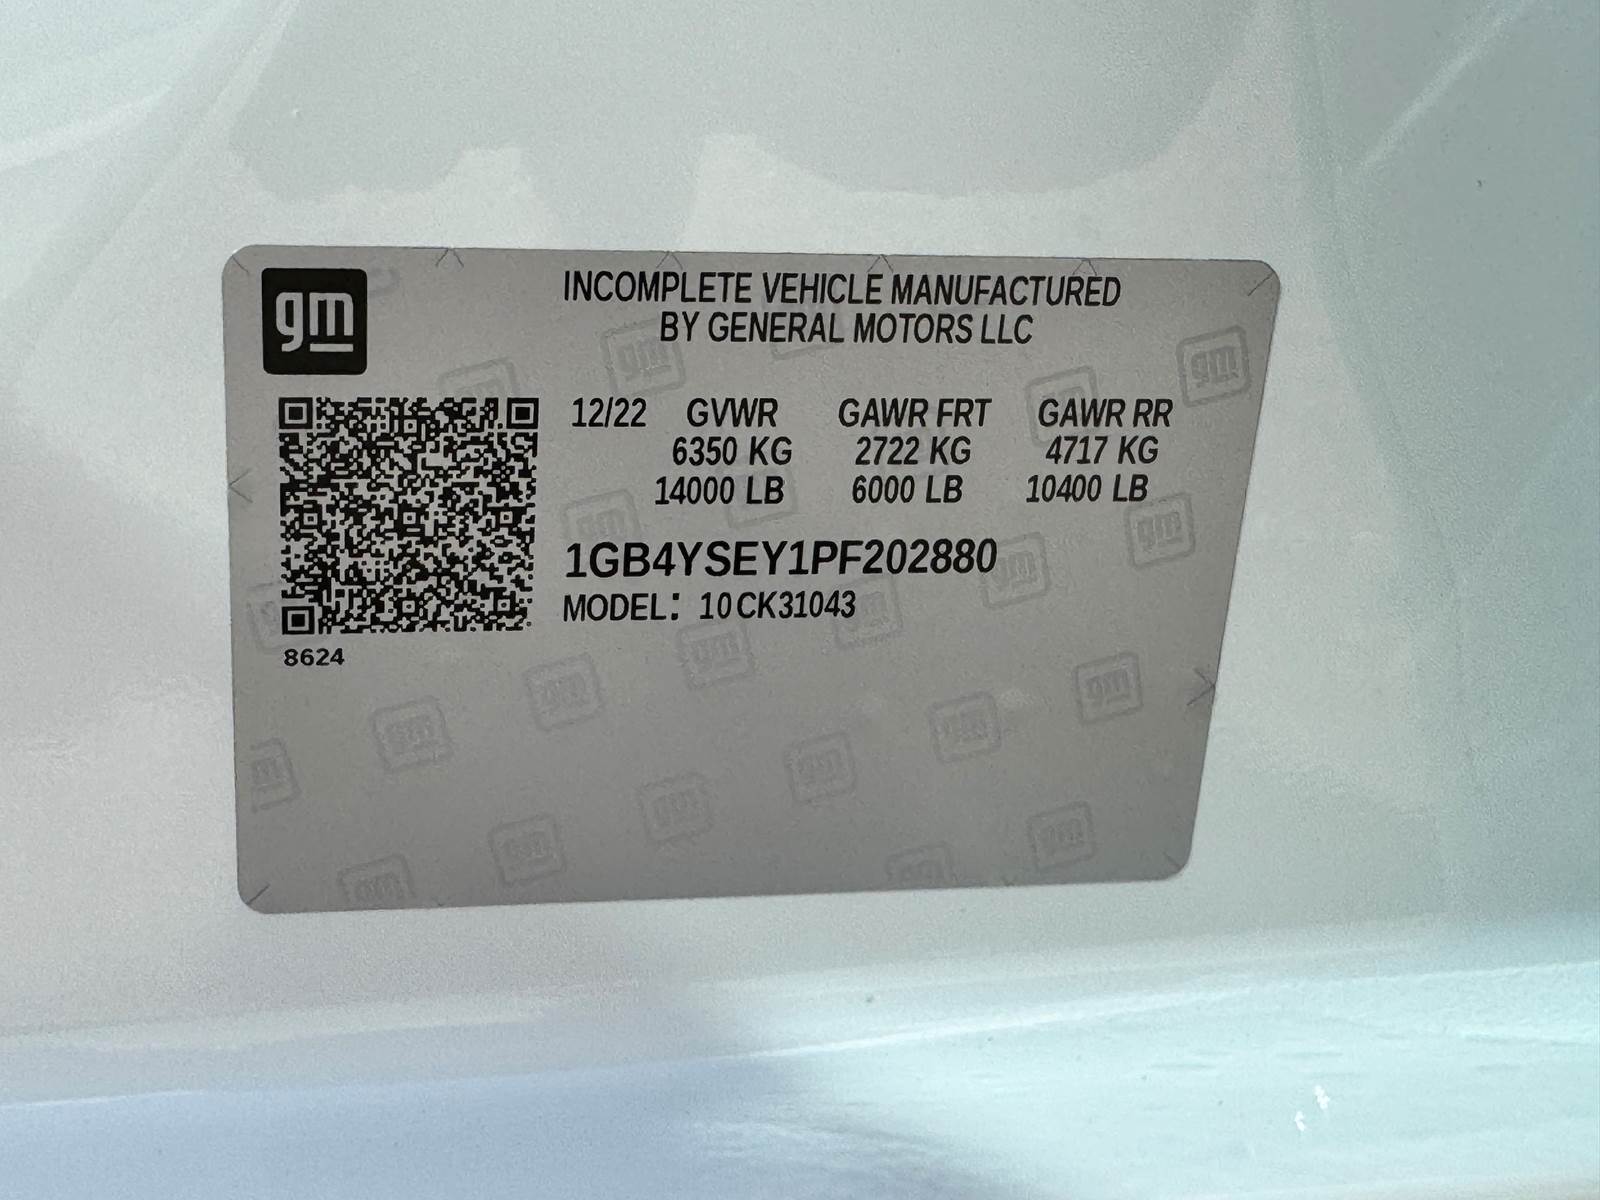 gm
INCOMPLETE VEHICLE MANUFACTURED
BY GENERAL MOTORS LLC
12/22 GVWR GAWR FRT GAWR RR
6350 KG 2722 KG 4717 KG
14000 LB 6000 LB 10400 LB
1GB4YSEY1PF202880
MODEL: 10CK31043
8624